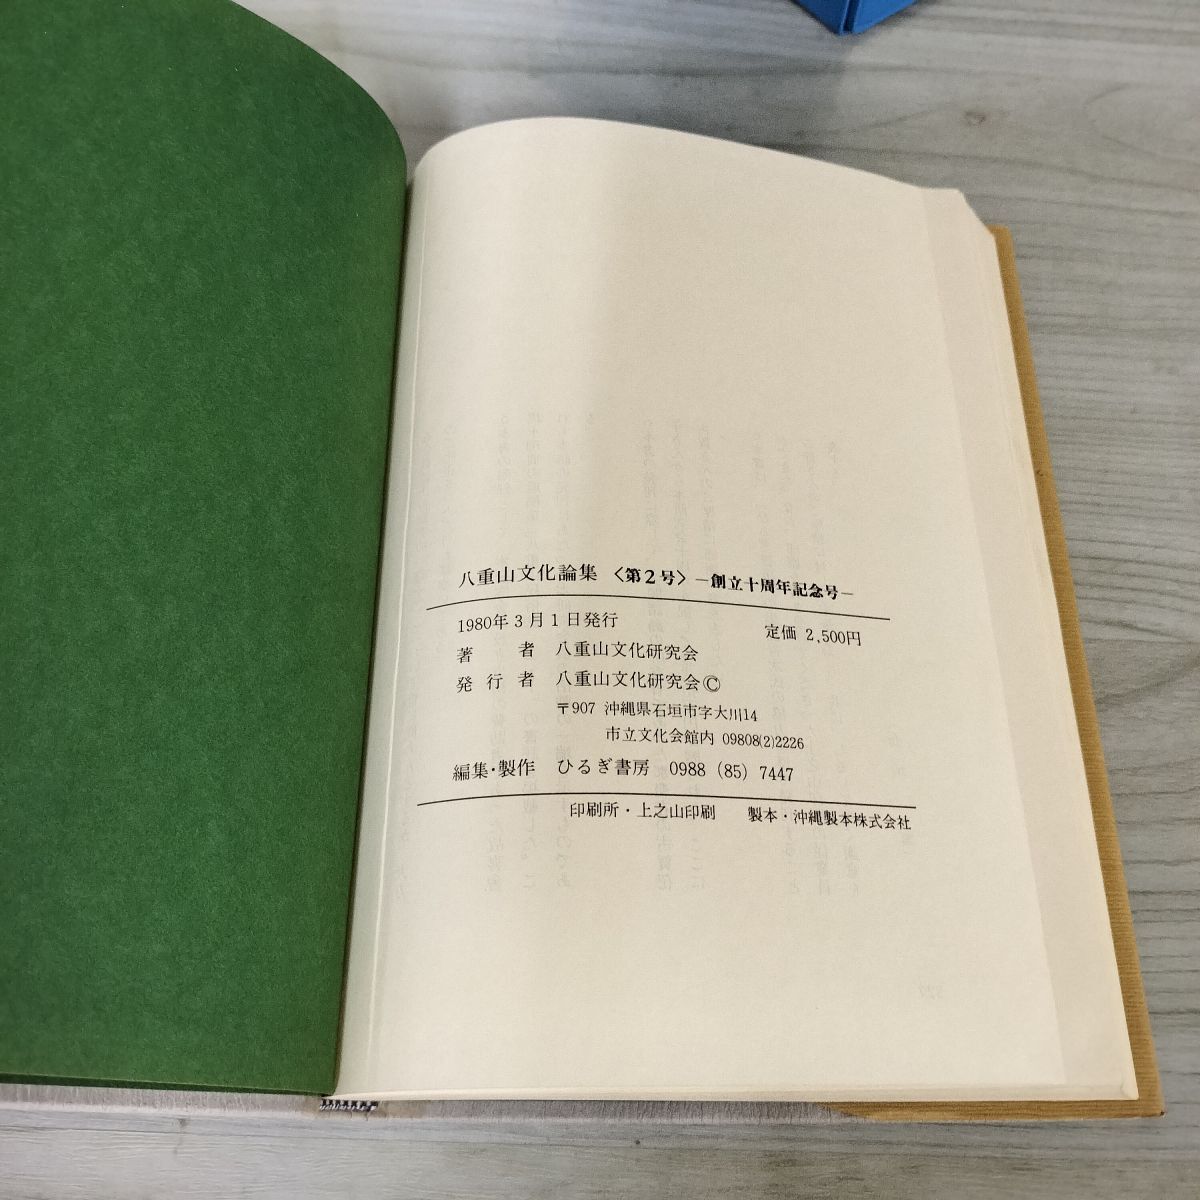 八重山文化論集 〈第2号〉 —創立十周年記念号—
1980年3月1日発行 定価 2,500円
著者 八重山文化研究会
発行者 八重山文化研究会Ⓒ
〒907 沖縄県石垣市字大川14
市立文化会館内 09808(2)2226
編集・製作 ひるぎ書房 0988 (85) 7447
印刷所・上之山印刷 製本・沖縄製本株式会社